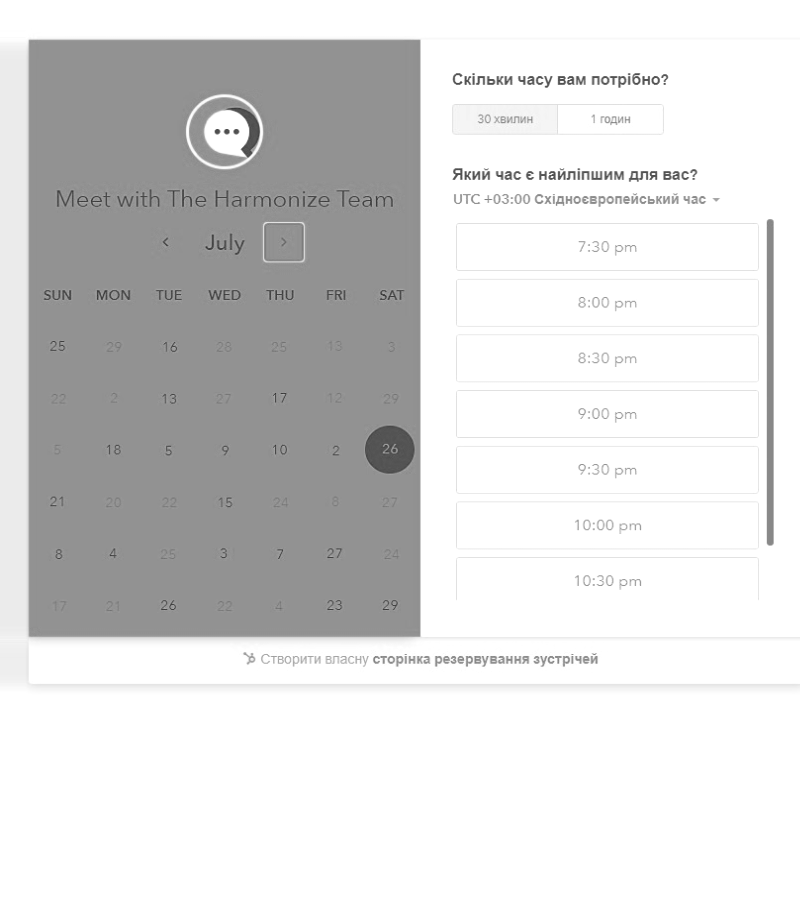 Meet with The Harmonize Team
July
SUN MON TUE WED THU FRI SAT
25 29 16 28 25 13 3
22 2 13 27 17 12 29
5 18 5 9 10 2 26
21 20 22 15 24 8 27
8 4 25 3 7 27 24
17 21 26 22 4 23 29
Скільки часу вам потрібно?
30 хвилин 1 годин
Який час є найліпшим для вас?
UTC +03:00 Східноєвропейський час
7:30 pm
8:00 pm
8:30 pm
9:00 pm
9:30 pm
10:00 pm
10:30 pm
Створити власну сторінка резервування зустрічей